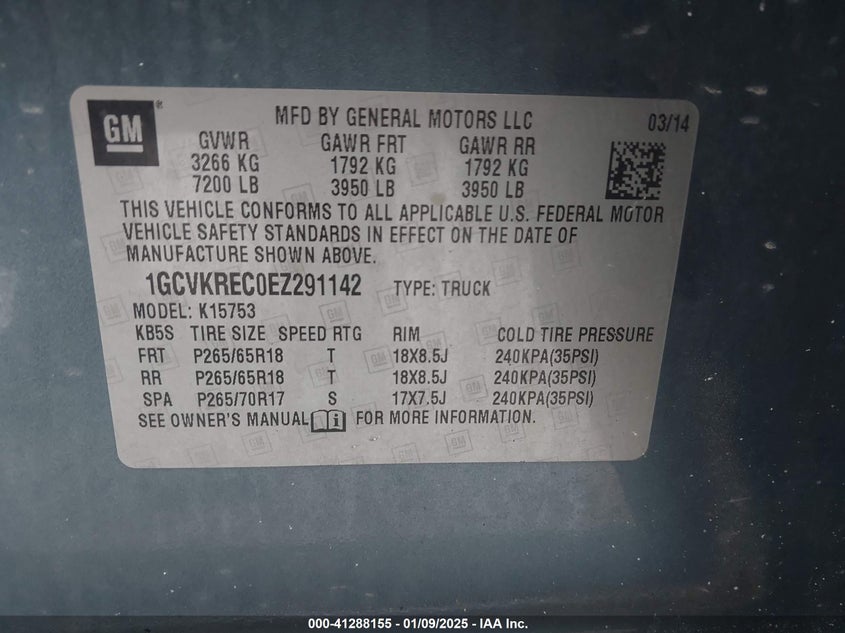 GM ® MFD BY GENERAL MOTORS LLC 03/14
GVWR GAWR FRT GAWR RR
3266 KG 1792 KG 1792 KG
7200 LB 3950 LB 3950 LB
THIS VEHICLE CONFORMS TO ALL APPLICABLE U.S. FEDERAL MOTOR
VEHICLE SAFETY STANDARDS IN EFFECT ON THE DATE OF
MANUFACTURE SHOWN ABOVE.
1GCVKREC0EZ291142 TYPE: TRUCK
MODEL: K15753
KB5S TIRE SIZE SPEED RTG RIM COLD TIRE PRESSURE
FRT P265/65R18 T 18X8.5J 240KPA(35PSI)
RR P265/65R18 T 18X8.5J 240KPA(35PSI)
SPA P265/70R17 S 17X7.5J 240KPA(35PSI)
SEE OWNER'S MANUAL FOR MORE INFORMATION.
000-41288155 - 01/09/2025 - IAA Inc.